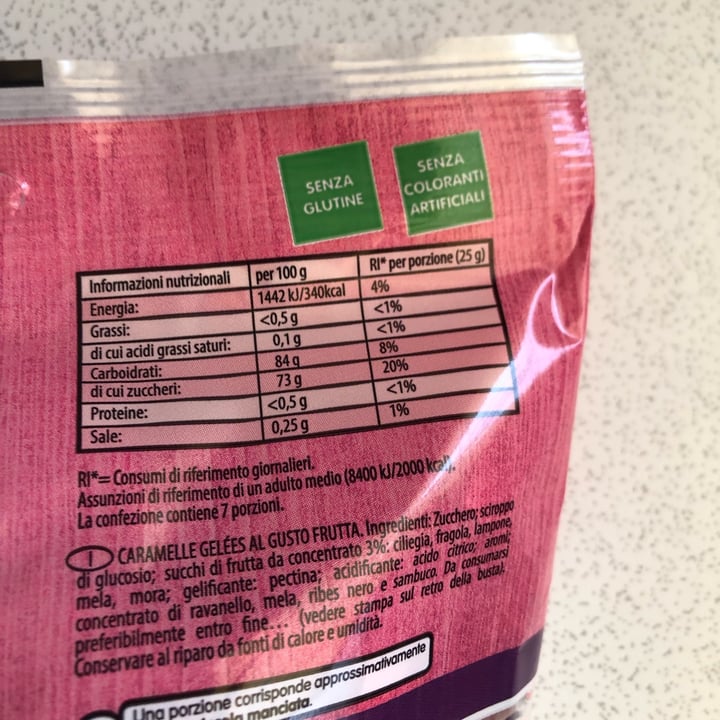 SENZA
GLUTINE
SENZA
COLORANTI
ARTIFICIALI
Informazioni nutrizionali per 100 g RI* per porzione (25 g)
Energia: 1442 kJ/340kcal 4%
Grassi: <0,5 g <1%
di cui acidi grassi saturi: 0,1 g <1%
Carboidrati: 84 g 8%
di cui zuccheri: 73 g 20%
Proteine: <0,5 g <1%
Sale: 0,25 g 1%
RI*= Consumi di riferimento giornalieri.
Assunzioni di riferimento di un adulto medio (8400 kJ/2000 kcal).
La confezione contiene 7 porzioni.
I CARAMELLE GELÉES AL GUSTO FRUTTA. Ingredienti: Zucchero; sciroppo
di glucosio; succhi di frutta da concentrato 3%: ciliegia, fragola, lampone,
mela, mora; gelificante: pectina; acidificante: acido citrico; aromi;
concentrato di ravanello, mela, ribes nero e sambuco. Da consumarsi
preferibilmente entro fine... (vedere stampa sul retro della busta).
Conservare al riparo da fonti di calore e umidità.
Una porzione corrisponde approssimativamente
manciata.